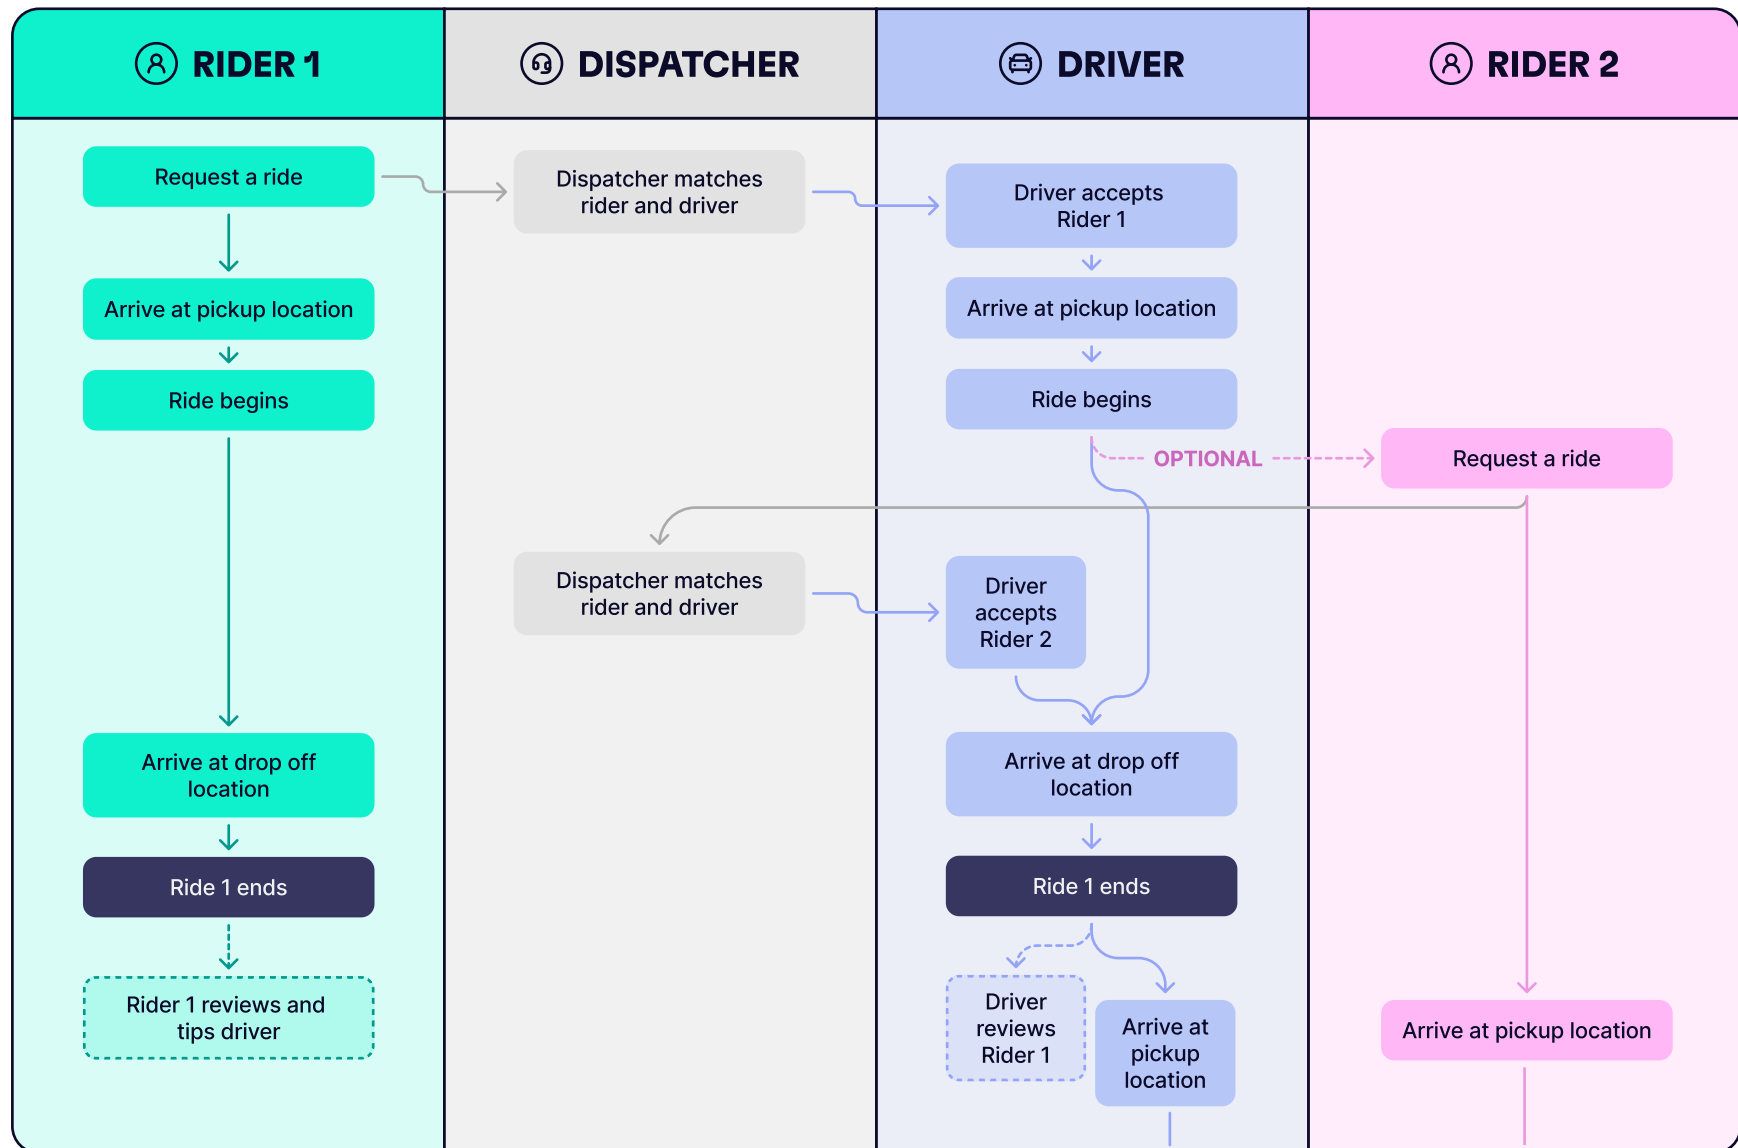 RIDER 1
DISPATCHER
DRIVER
RIDER 2
Request a ride
Dispatcher matches
rider and driver
Driver accepts
Rider 1
Arrive at pickup location
Arrive at pickup location
Ride begins
Ride begins
OPTIONAL
Request a ride
Dispatcher matches
rider and driver
Driver
accepts
Rider 2
Arrive at drop off
location
Arrive at drop off
location
Ride 1 ends
Ride 1 ends
Rider 1 reviews and
tips driver
Driver
reviews
Rider 1
Arrive at
pickup
location
Arrive at pickup location